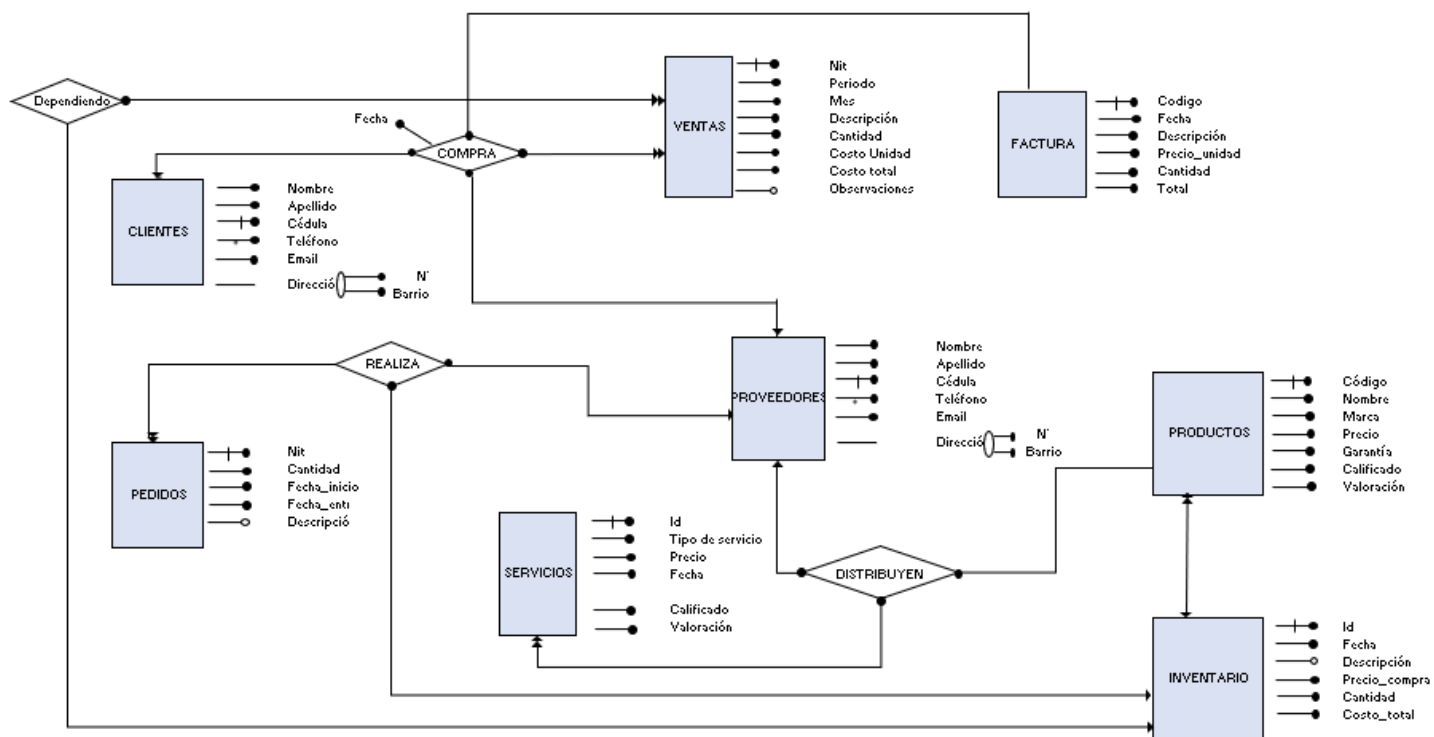 Dependiendo
Fecha
COMPRA
VENTAS
Nit
Periodo
Mes
Descripción
Cantidad
Costo Unidad
Costo total
Observaciones
FACTURA
Codigo
Fecha
Descripción
Precio_unidad
Cantidad
Total
CLIENTES
Nombre
Apellido
Cédula
Teléfono
Email
Direcció
N°
Barrio
REALIZA
PROVEEDORES
Nombre
Apellido
Cédula
Teléfono
Email
Direcció
N°
Barrio
PRODUCTOS
Código
Nombre
Marca
Precio
Garantía
Calificado
Valoración
PEDIDOS
Nit
Cantidad
Fecha_inicio
Fecha_enti
Descripció
SERVICIOS
Id
Tipo de servicio
Precio
Fecha
Calificado
Valoración
DISTRIBUYEN
INVENTARIO
Id
Fecha
Descripción
Precio_compra
Cantidad
Costo_total